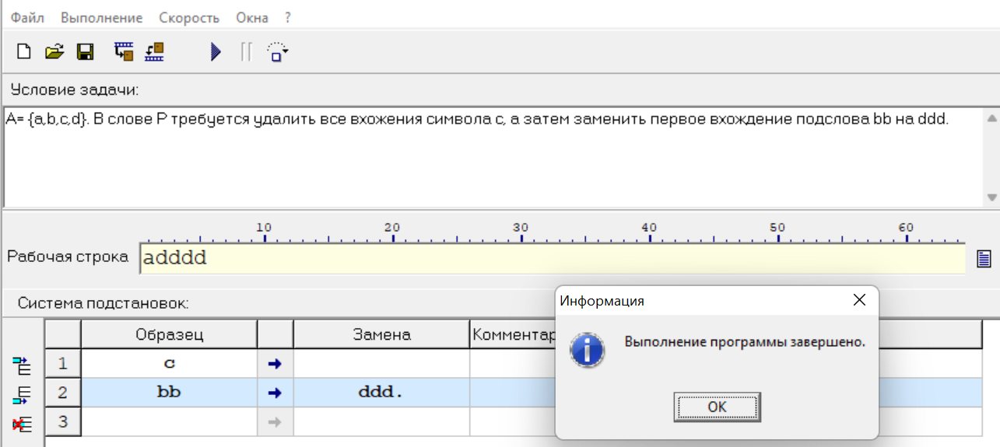 Файл Выполнение Скорость Окна ?
Условие задачи:
A= {a,b,c,d}. В слове P требуется удалить все вхожения символа c, а затем заменить первое вхождение подслова bb на ddd.
10 20 30 40 50 60
Рабочая строка adddd
Система подстановок:
Образец Замена Комментар
1 c
2 bb ddd.
3
Информация
Выполнение программы завершено.
OK